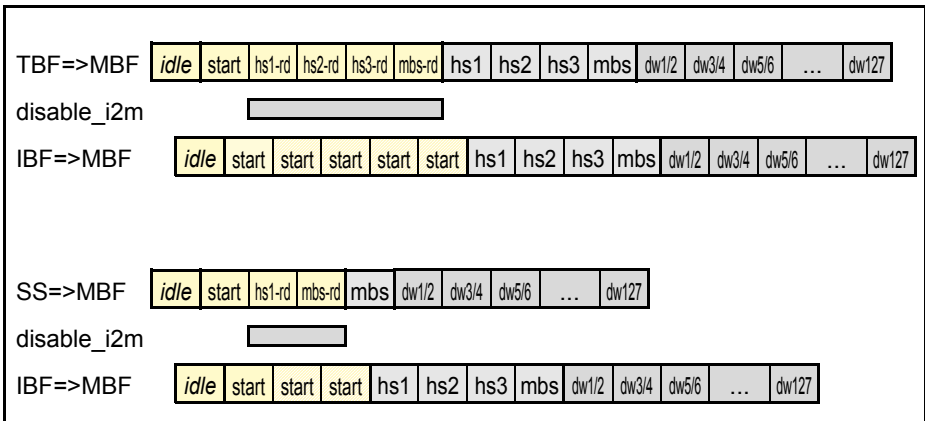 TBF=>MBF idle start hs1-rd hs2-rd hs3-rd mbs-rd hs1 hs2 hs3 mbs dw1/2 dw3/4 dw5/6 ... dw127
disable_i2m
IBF=>MBF idle start start start start start hs1 hs2 hs3 mbs dw1/2 dw3/4 dw5/6 ... dw127
SS=>MBF idle start hs1-rd mbs-rd mbs dw1/2 dw3/4 dw5/6 ... dw127
disable_i2m
IBF=>MBF idle start start start hs1 hs2 hs3 mbs dw1/2 dw3/4 dw5/6 ... dw127